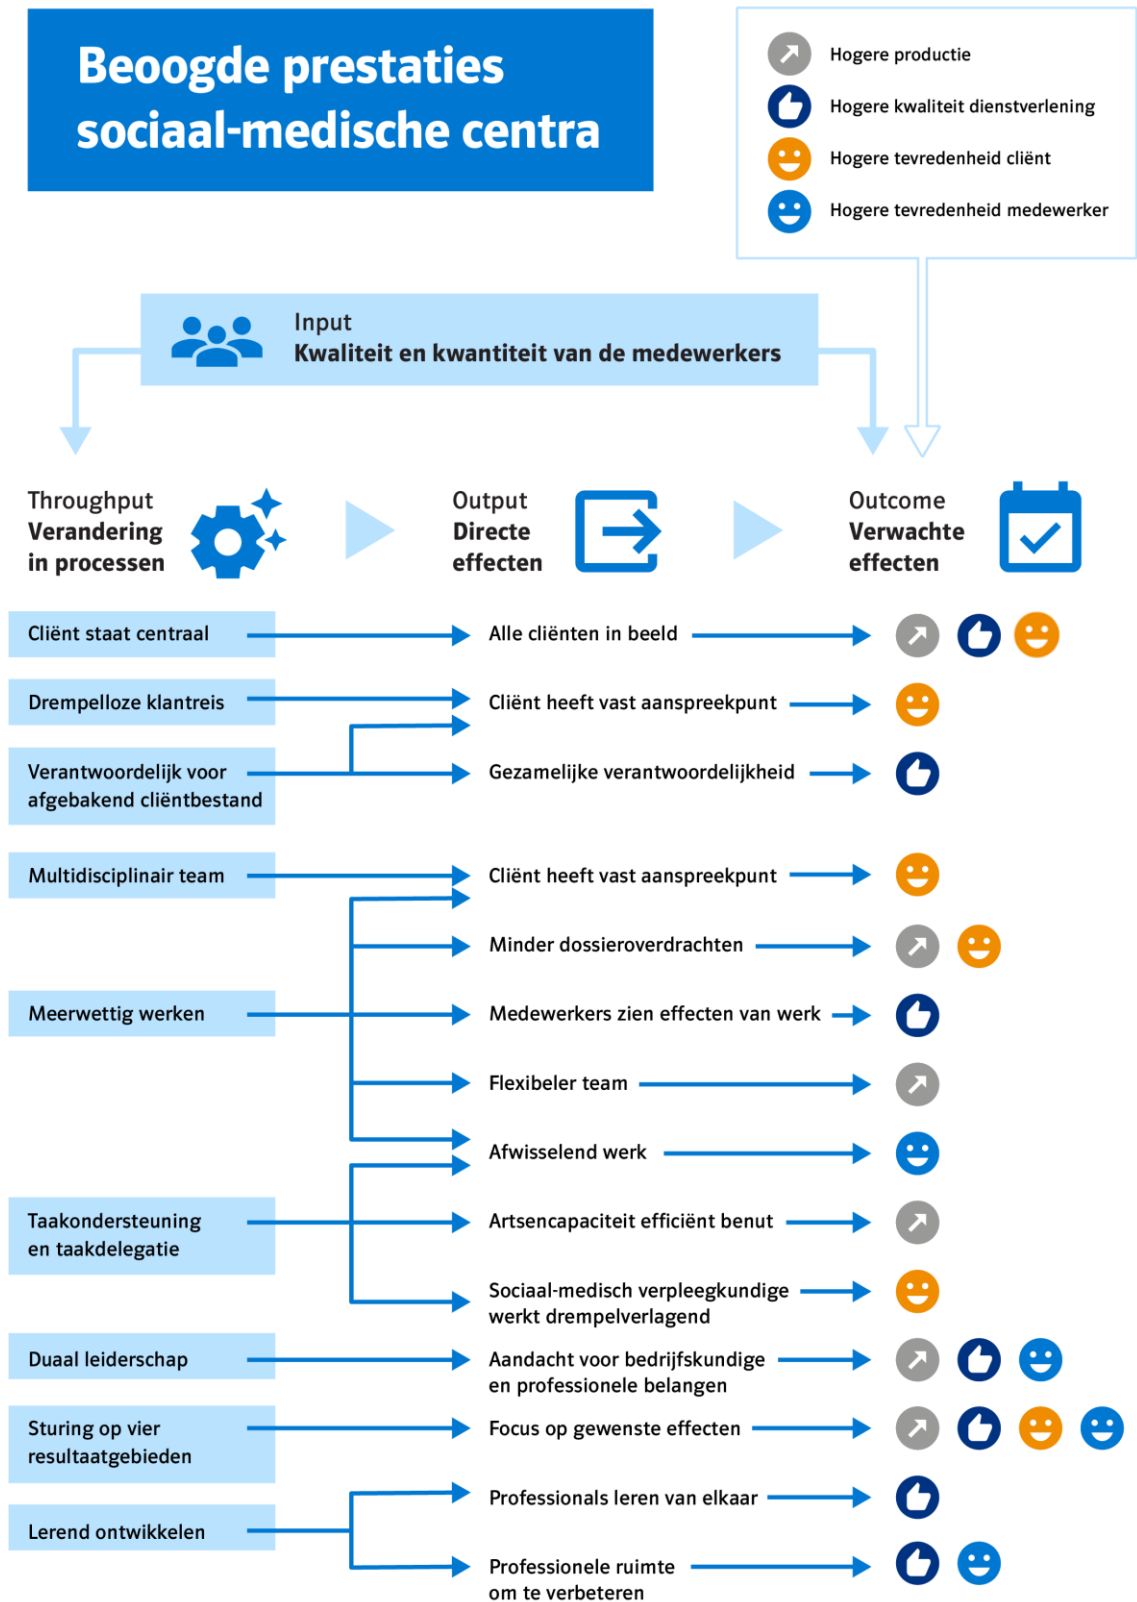 Beoogde prestaties
sociaal-medische centra
Hogere productie
Hogere kwaliteit dienstverlening
Hogere tevredenheid cliënt
Hogere tevredenheid medewerker
Input
Kwaliteit en kwantiteit van de medewerkers
Throughput
Verandering
in processen
Output
Directe
effecten
Outcome
Verwachte
effecten
Cliënt staat centraal
Alle cliënten in beeld
Drempelloze klantreis
Cliënt heeft vast aanspreekpunt
Verantwoordelijk voor
afgebakend cliëntbestand
Gezamelijke verantwoordelijkheid
Multidisciplinair team
Cliënt heeft vast aanspreekpunt
Minder dossieroverdrachten
Meerwettig werken
Medewerkers zien effecten van werk
Flexibeler team
Afwisselend werk
Taakondersteuning
en taakdelegatie
Artsencapaciteit efficiënt benut
Sociaal-medisch verpleegkundige
werkt drempelverlagend
Duaal leiderschap
Aandacht voor bedrijfskundige
en professionele belangen
Sturing op vier
resultaatgebieden
Focus op gewenste effecten
Professionals leren van elkaar
Lerend ontwikkelen
Professionele ruimte
om te verbeteren